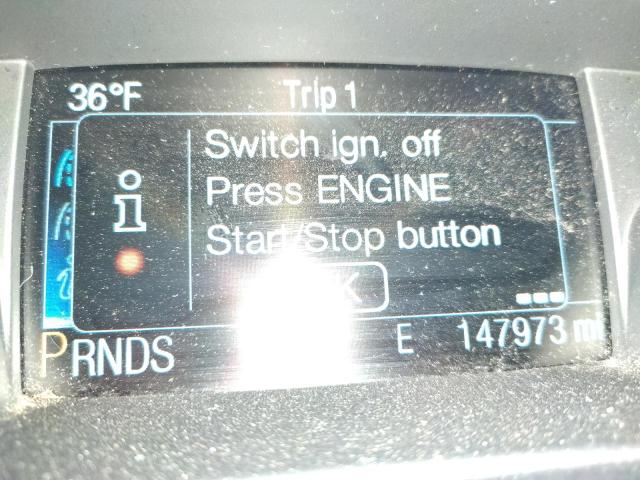 36°F Trip 1
Switch ign. off
Press ENGINE
Start/Stop button
PRNDS E 147973 mi